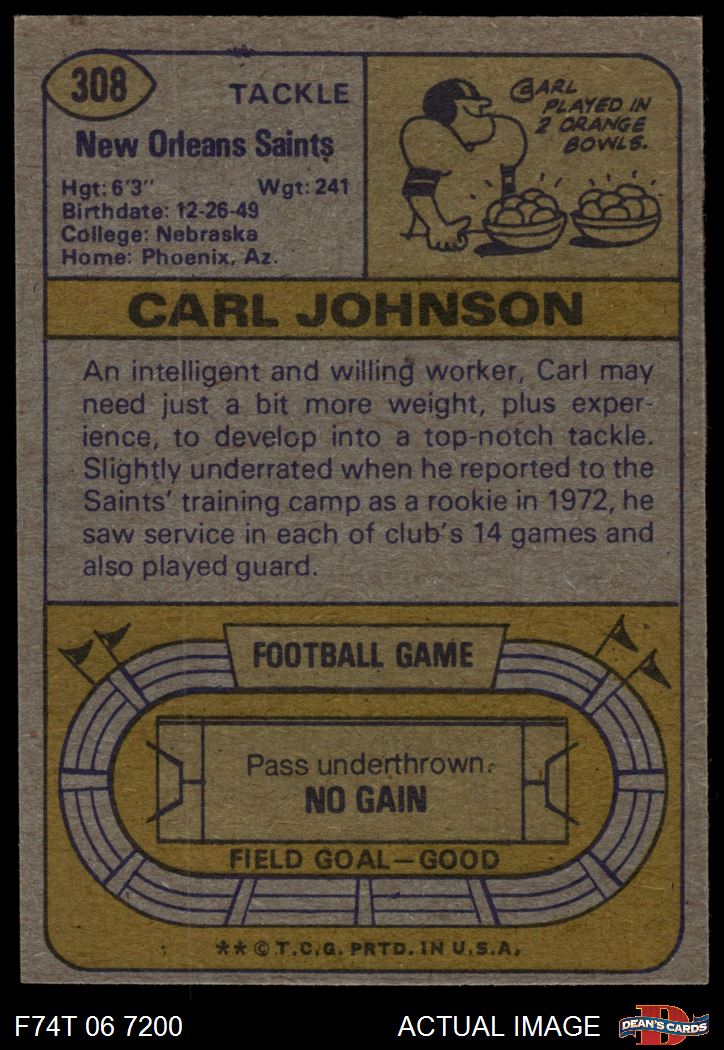 308
TACKLE
New Orleans Saints
Hgt: 6'3" Wgt: 241
Birthdate: 12-26-49
College: Nebraska
Home: Phoenix, Az.
CARL
PLAYED IN
2 ORANGE
BOWLS.
CARL JOHNSON
An intelligent and willing worker, Carl may
need just a bit more weight, plus exper-
ience, to develop into a top-notch tackle.
Slightly underrated when he reported to the
Saints' training camp as a rookie in 1972, he
saw service in each of club's 14 games and
also played guard.
FOOTBALL GAME
Pass underthrown.
NO GAIN
FIELD GOAL—GOOD
** © T.C.G. PRTD. IN U.S.A.
F74T 06 7200 ACTUAL IMAGE
D
DEAN'S CARDS